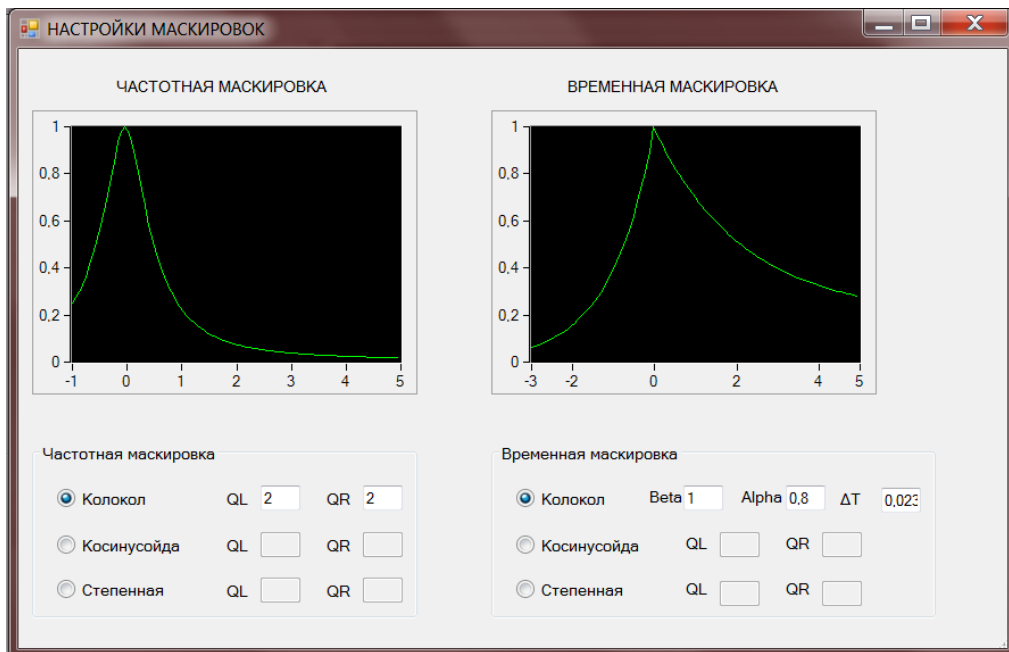 НАСТРОЙКИ МАСКИРОВОК
ЧАСТОТНАЯ МАСКИРОВКА
1
0,8
0,6
0,4
0,2
0
-1 0 1 2 3 4 5
ВРЕМЕННАЯ МАСКИРОВКА
1
0,8
0,6
0,4
0,2
0
-3 -2 0 2 4 5
Частотная маскировка
Колокол QL 2 QR 2
Косинусойда QL QR
Степенная QL QR
Временная маскировка
Колокол Beta 1 Alpha 0,8 ΔT 0,023
Косинусойда QL QR
Степенная QL QR